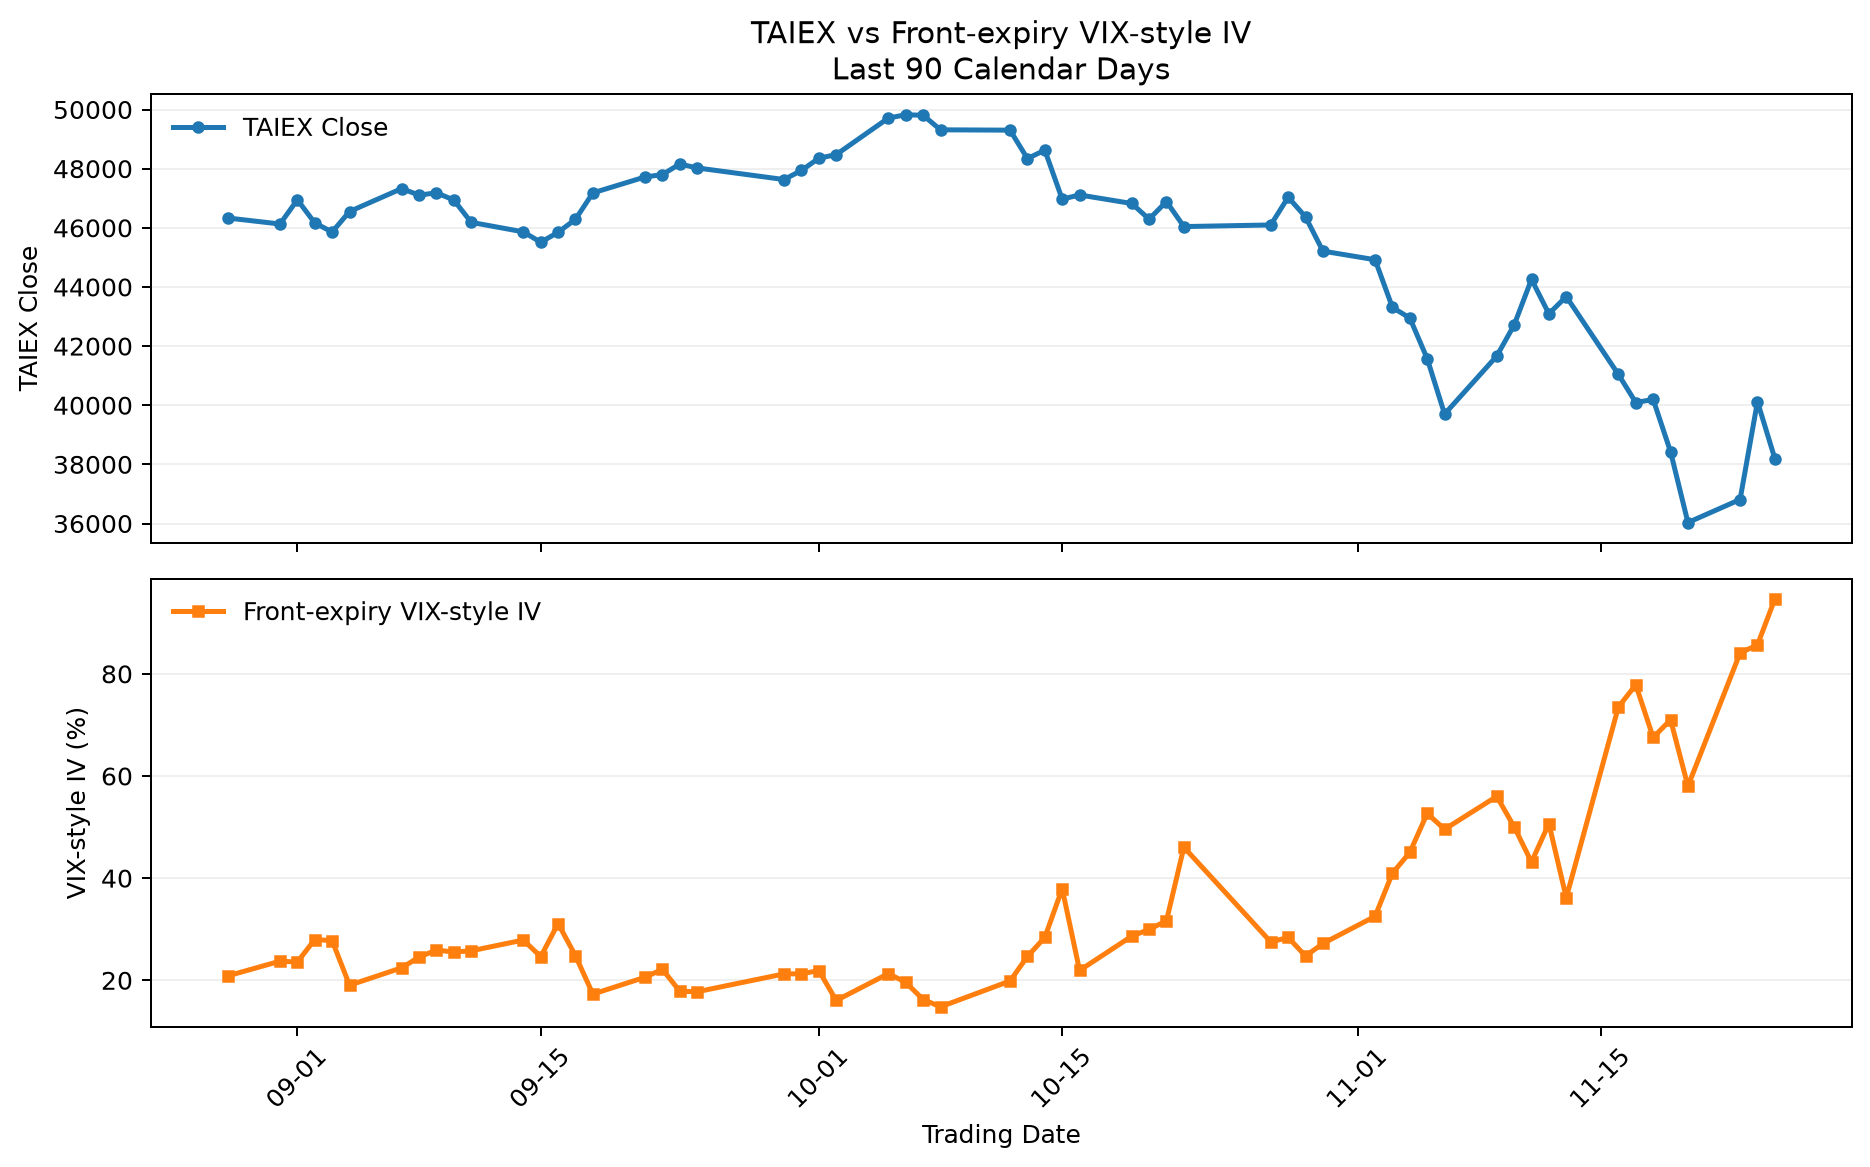 TAIEX vs Front-expiry VIX-style IV
Last 90 Calendar Days
TAIEX Close
50000
48000
46000
44000
42000
40000
38000
36000
TAIEX Close
Front-expiry VIX-style IV
80
60
40
20
VIX-style IV (%)
09-01
09-15
10-01
10-15
11-01
11-15
Trading Date